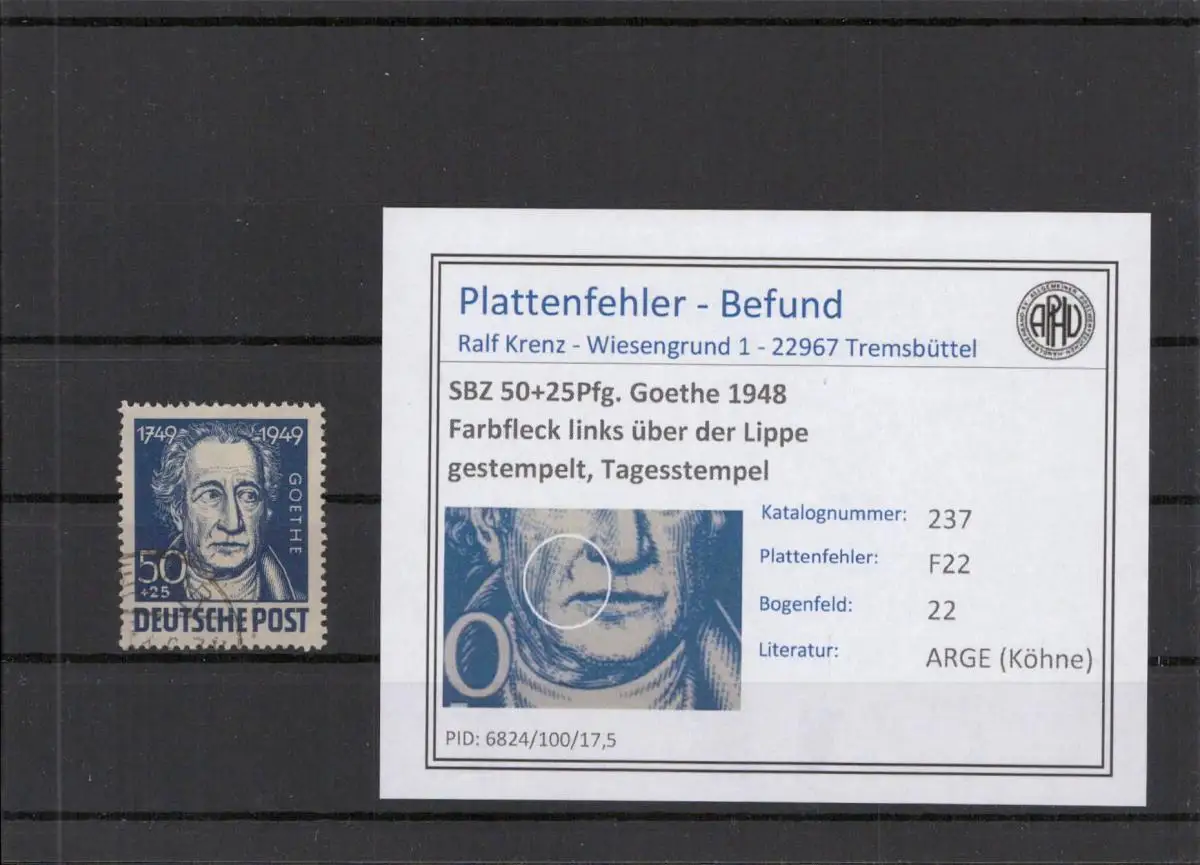 1749 1949
GOETHE
50
+25
DEUTSCHE POST
Plattenfehler - Befund
Ralf Krenz - Wiesengrund 1 - 22967 Tremsbüttel
APHV
SBZ 50+25Pfg. Goethe 1948
Farbfleck links über der Lippe
gestempelt, Tagesstempel
0
Katalognummer: 237
Plattenfehler: F22
Bogenfeld: 22
Literatur: ARGE (Köhne)
PID: 6824/100/17,5